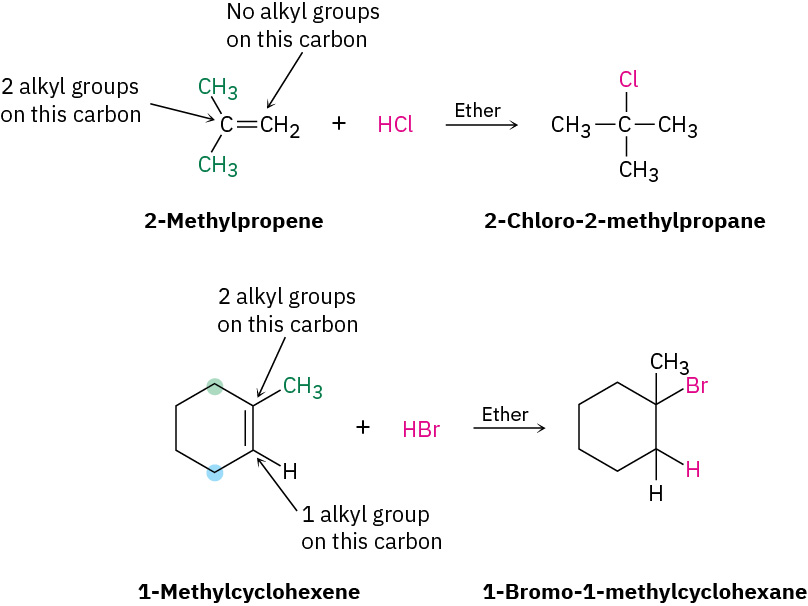 No alkyl groups
on this carbon
2 alkyl groups
on this carbon
CH3
C=CH2
CH3
+
HCl
Ether
Cl
CH3—C—CH3
CH3
2-Methylpropene
2-Chloro-2-methylpropane
2 alkyl groups
on this carbon
CH3
H
+
HBr
Ether
CH3
Br
H
H
1 alkyl group
on this carbon
1-Methylcyclohexene
1-Bromo-1-methylcyclohexane